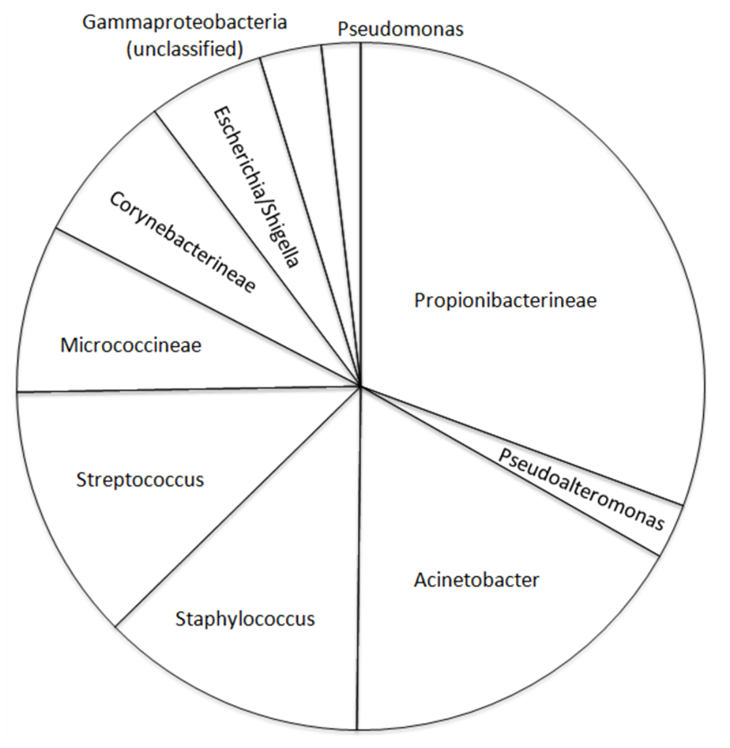 Gammaproteobacteria
(unclassified)
Pseudomonas
Escherichia/Shigella
Corynebacterineae
Propionibacterineae
Micrococcineae
Pseudoalteromonas
Streptococcus
Acinetobacter
Staphylococcus